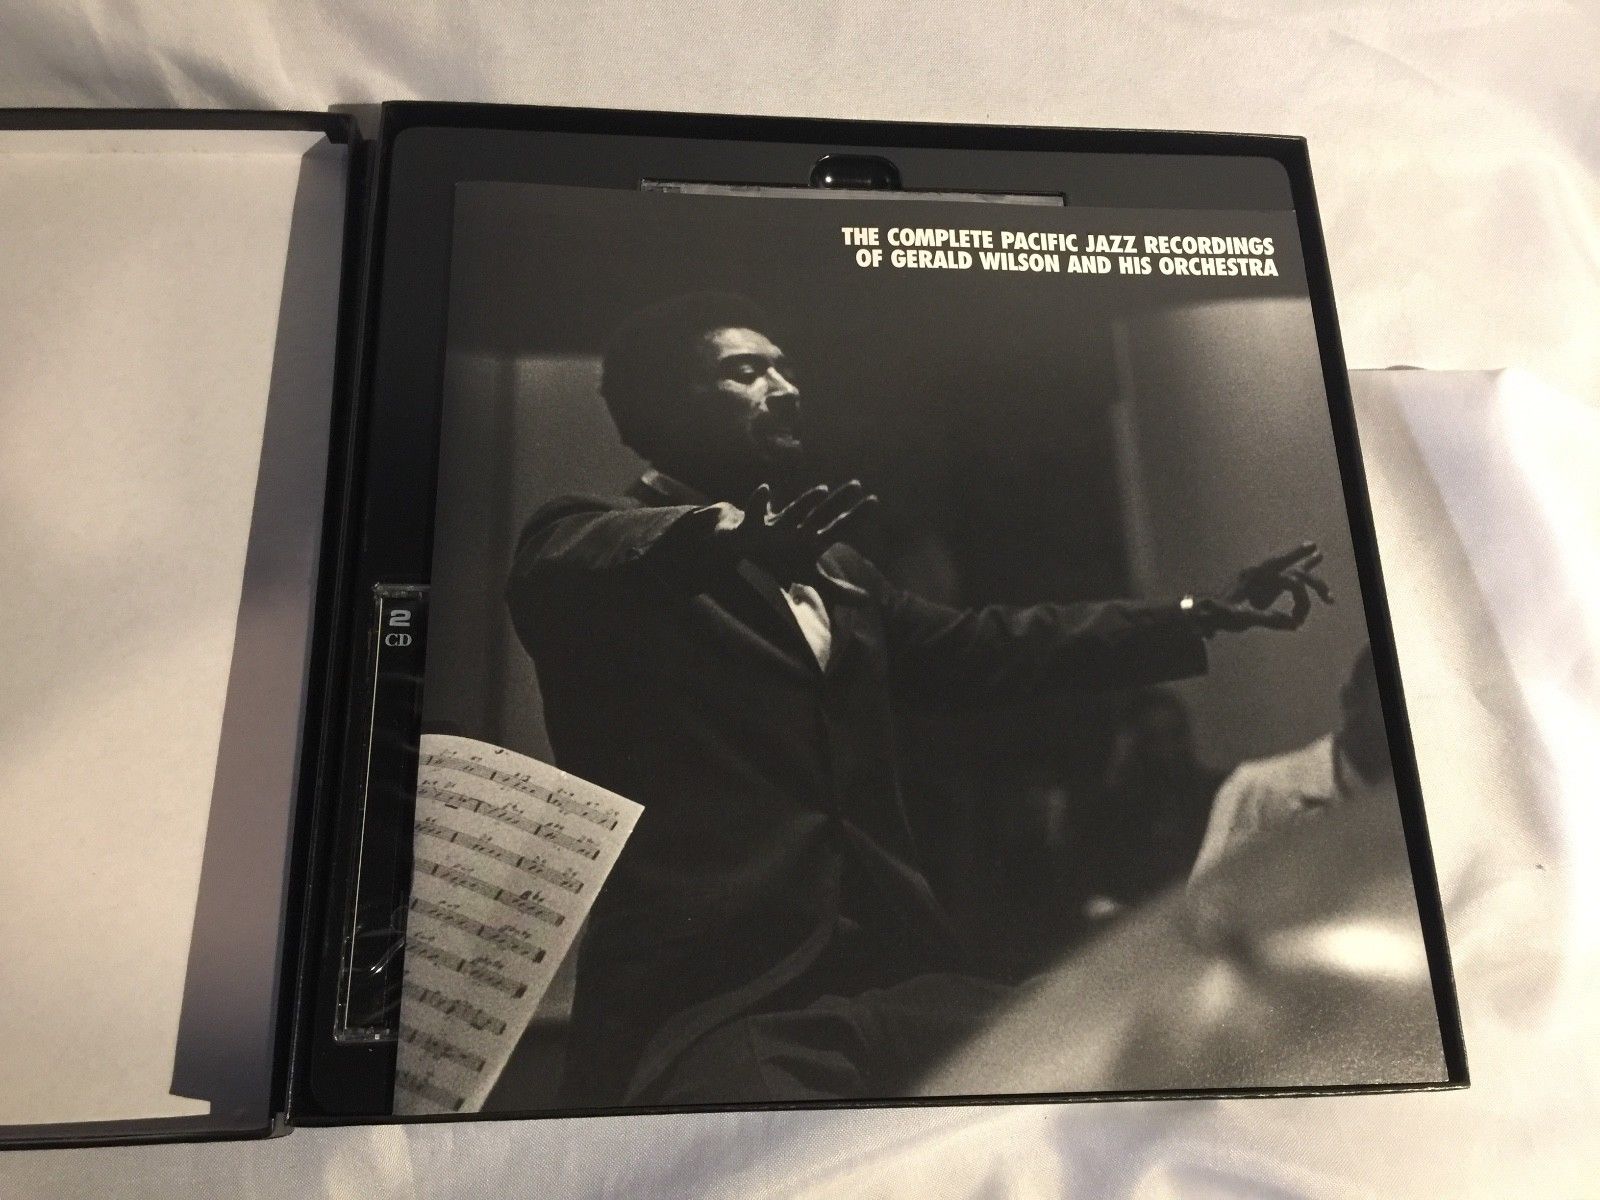 THE COMPLETE PACIFIC JAZZ RECORDINGS
OF GERALD WILSON AND HIS ORCHESTRA
2
CD